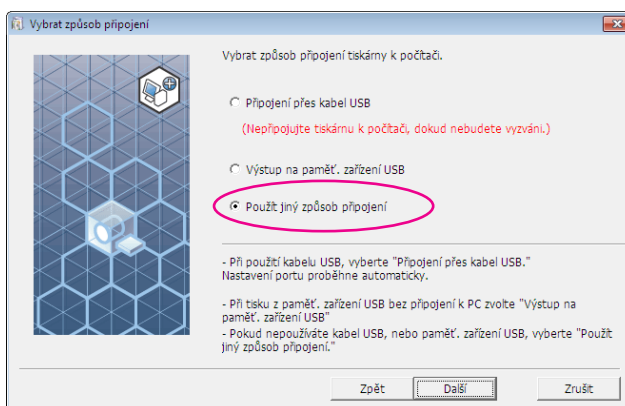 Vybrat způsob připojení
Vybrat způsob připojení tiskárny k počítači.
Připojení přes kabel USB
(Nepřipojujte tiskárnu k počítači, dokud nebudete vyzváni.)
Výstup na paměť. zařízení USB
Použít jiný způsob připojení
- Při použití kabelu USB, vyberte "Připojení přes kabel USB."
Nastavení portu proběhne automaticky.
- Při tisku z paměť. zařízení USB bez připojení k PC zvolte "Výstup na
paměť. zařízení USB"
- Pokud nepoužíváte kabel USB, nebo paměť. zařízení USB, vyberte "Použít
jiný způsob připojení."
Zpět
Další
Zrušit